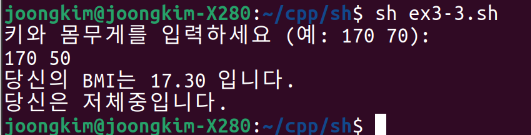 joongkim@joongkim-X280:~/cpp/sh$ sh ex3-3.sh
키와 몸무게를 입력하세요 (예: 170 70):
170 50
당신의 BMI는 17.30 입니다.
당신은 저체중입니다.
joongkim@joongkim-X280:~/cpp/sh$